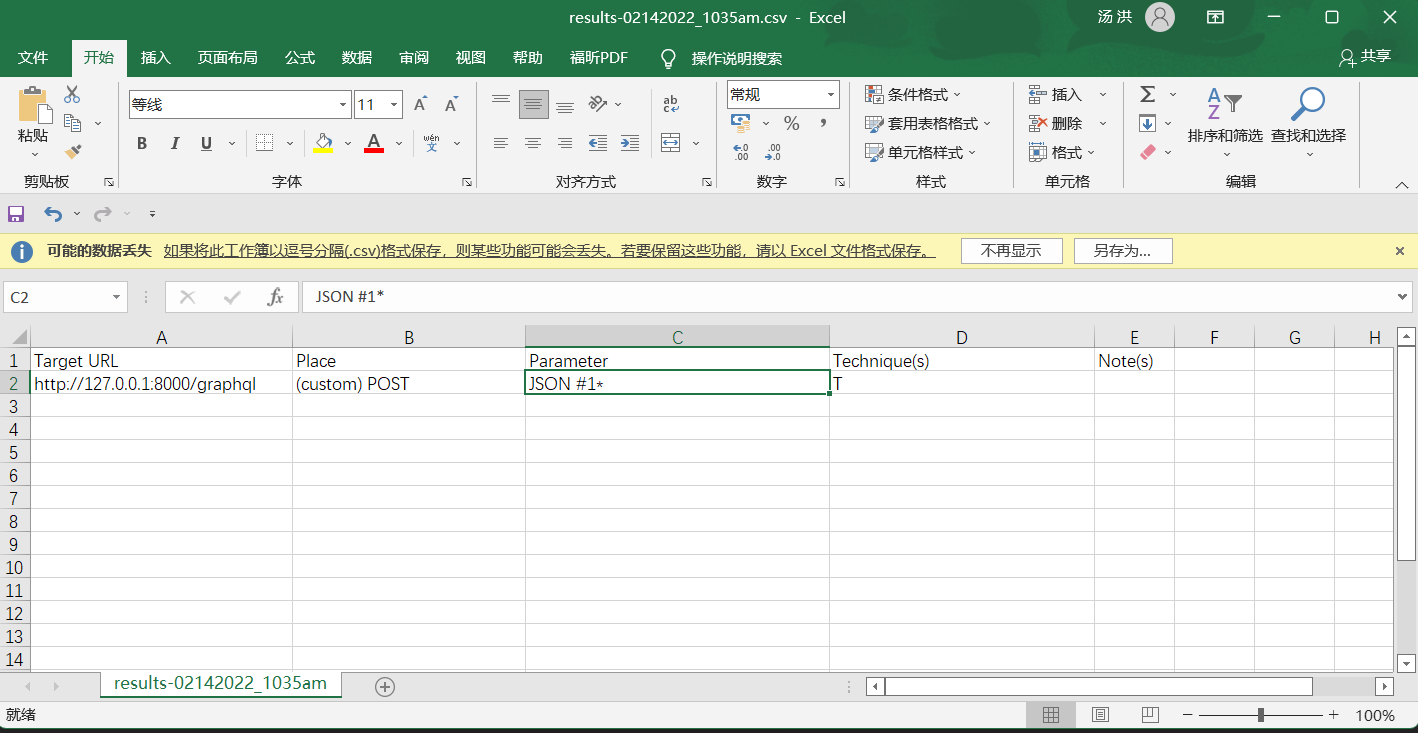 results-02142022_1035am.csv - Excel
汤 洪
文件 开始 插入 页面布局 公式 数据 审阅 视图 帮助 福昕PDF 操作说明搜索 共享
等线 11 常规
粘贴
B I U A wén 文 ab % ,
条件格式
套用表格格式
单元格样式
插入
删除
格式
排序和筛选 查找和选择
剪贴板 字体 对齐方式 数字 样式 单元格 编辑
可能的数据丢失 如果将此工作簿以逗号分隔(.csv)格式保存，则某些功能可能会丢失。若要保留这些功能，请以 Excel 文件格式保存。 不再显示 另存为...
C2 fx JSON #1*
A B C D E F G H
1 Target URL Place Parameter Technique(s) Note(s)
2 http://127.0.0.1:8000/graphql (custom) POST JSON #1* T
3
4
5
6
7
8
9
10
11
12
13
14
results-02142022_1035am
就绪 100%